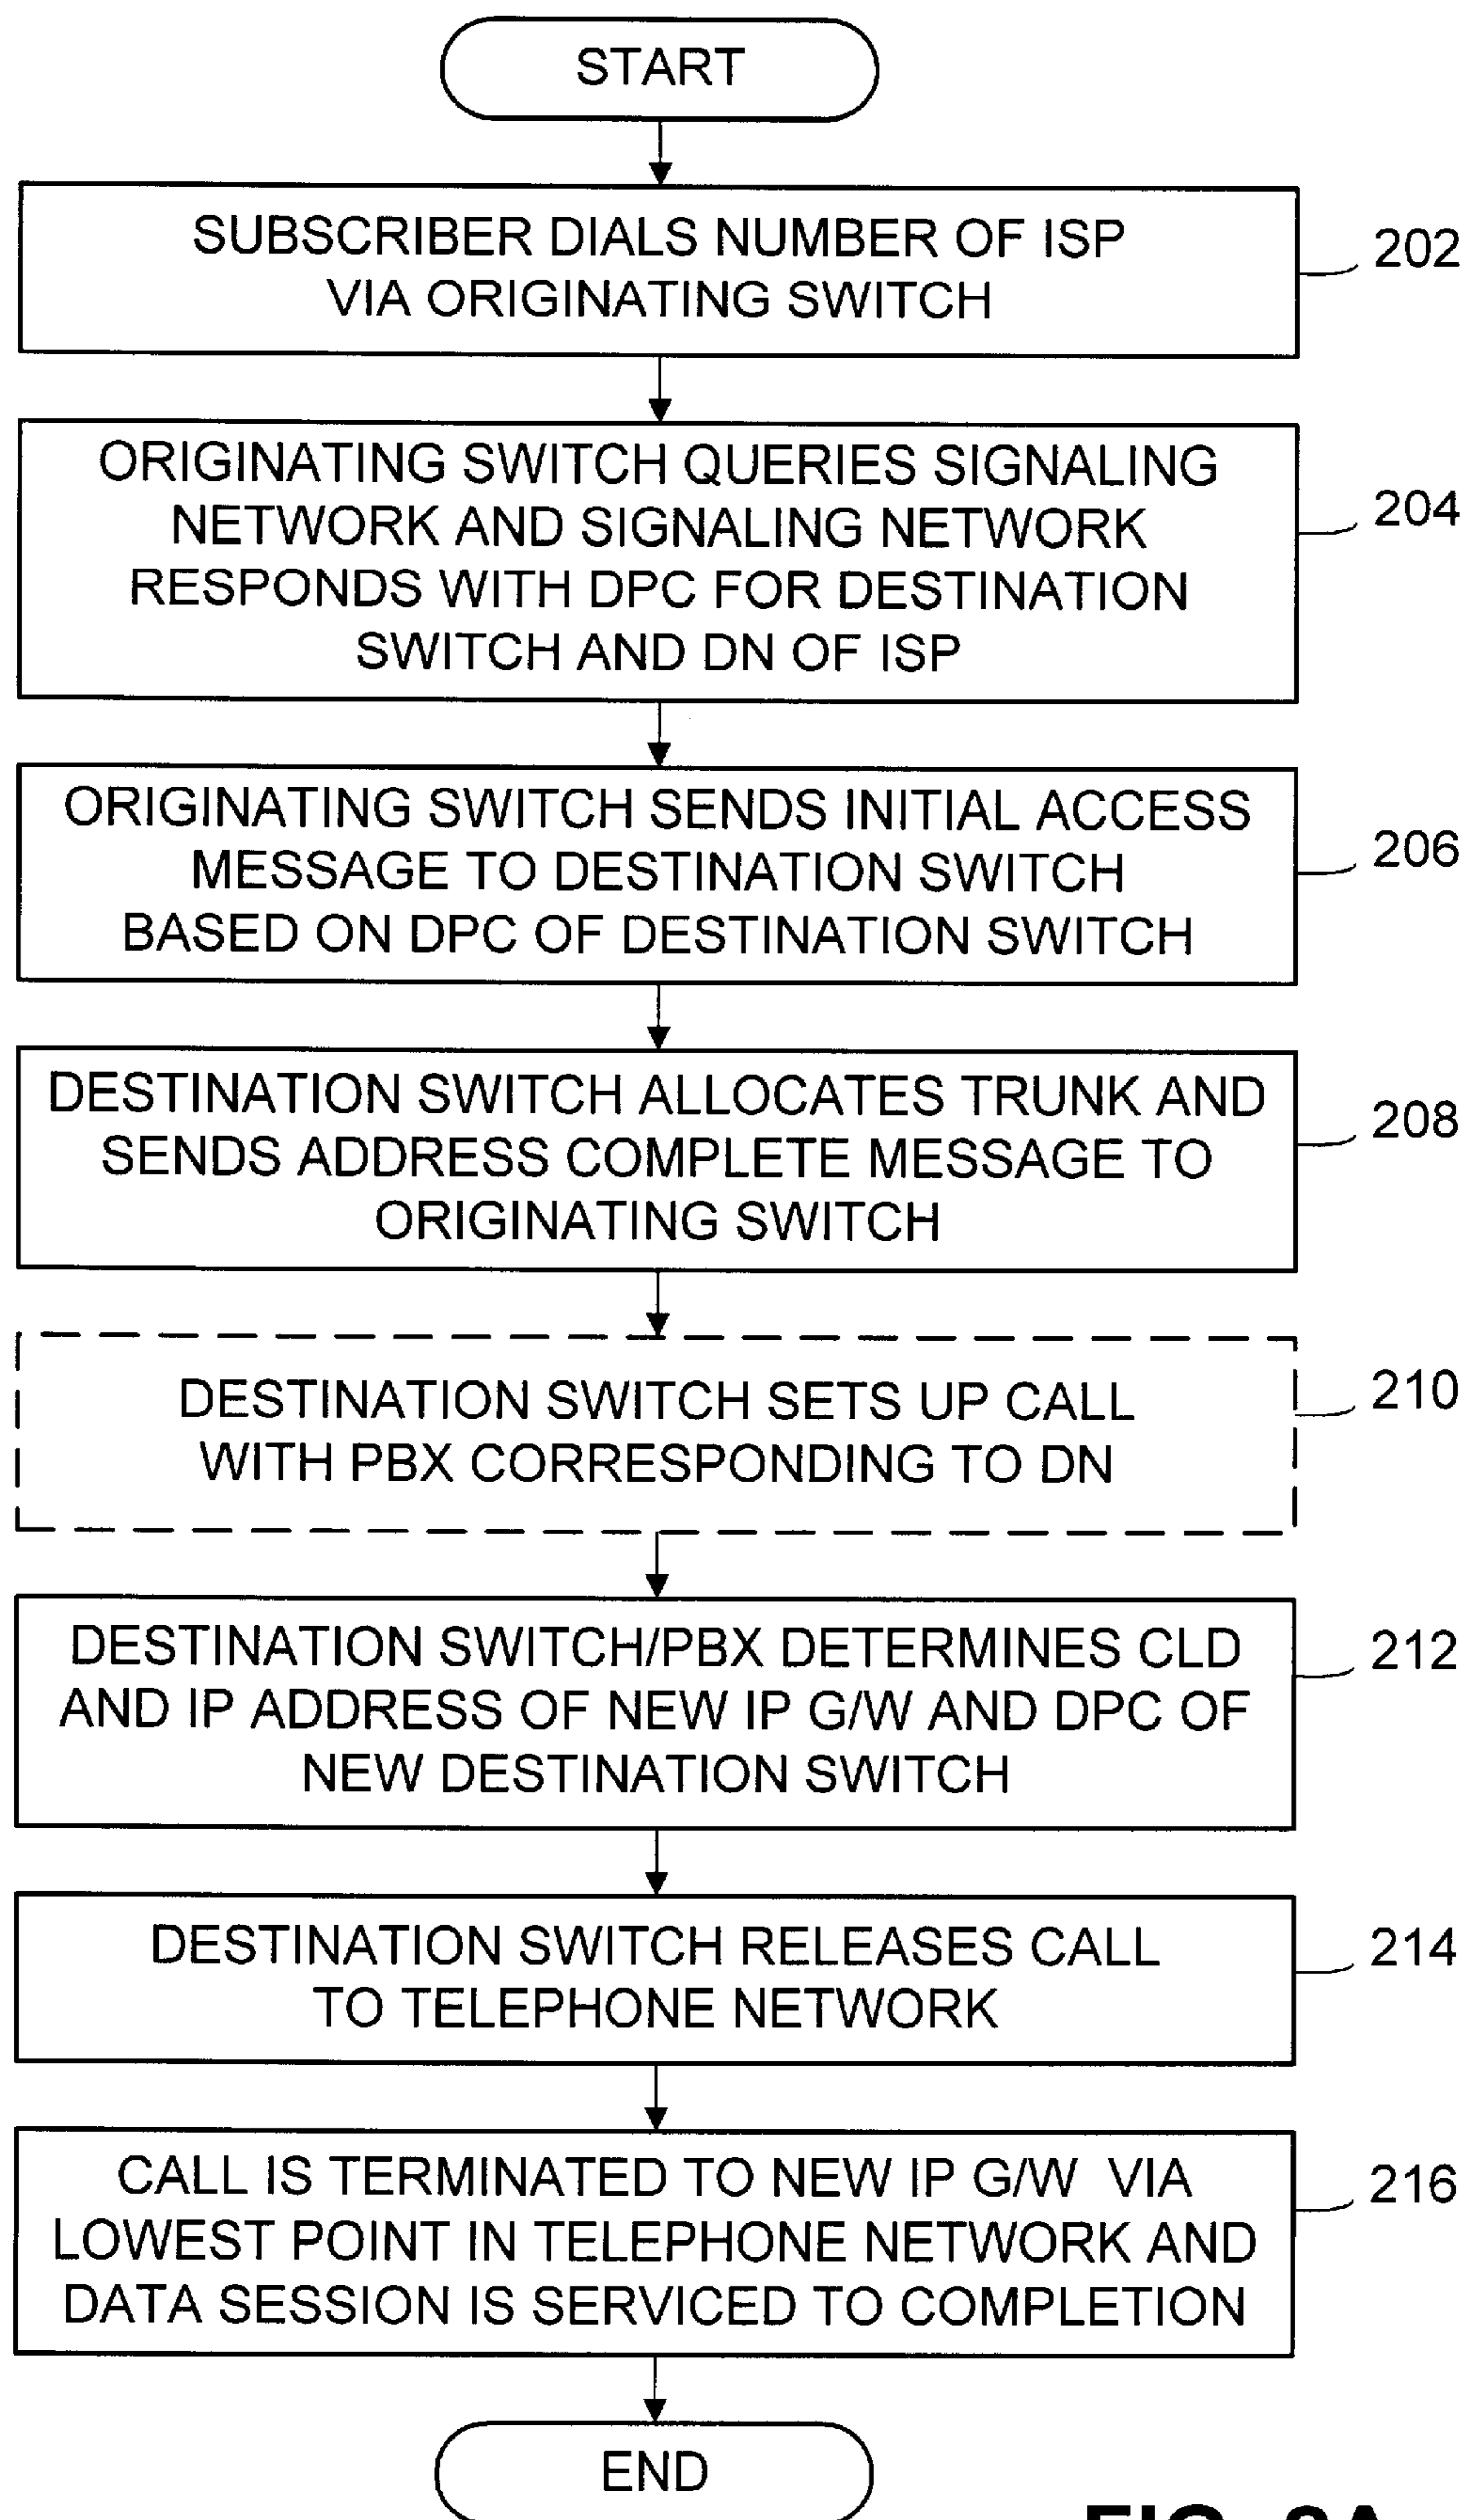 START
SUBSCRIBER DIALS NUMBER OF ISP
VIA ORIGINATING SWITCH
202
ORIGINATING SWITCH QUERIES SIGNALING
NETWORK AND SIGNALING NETWORK
RESPONDS WITH DPC FOR DESTINATION
SWITCH AND DN OF ISP
204
ORIGINATING SWITCH SENDS INITIAL ACCESS
MESSAGE TO DESTINATION SWITCH
BASED ON DPC OF DESTINATION SWITCH
206
DESTINATION SWITCH ALLOCATES TRUNK AND
SENDS ADDRESS COMPLETE MESSAGE TO
ORIGINATING SWITCH
208
DESTINATION SWITCH SETS UP CALL
WITH PBX CORRESPONDING TO DN
210
DESTINATION SWITCH/PBX DETERMINES CLD
AND IP ADDRESS OF NEW IP G/W AND DPC OF
NEW DESTINATION SWITCH
212
DESTINATION SWITCH RELEASES CALL
TO TELEPHONE NETWORK
214
CALL IS TERMINATED TO NEW IP G/W VIA
LOWEST POINT IN TELEPHONE NETWORK AND
DATA SESSION IS SERVICED TO COMPLETION
216
END